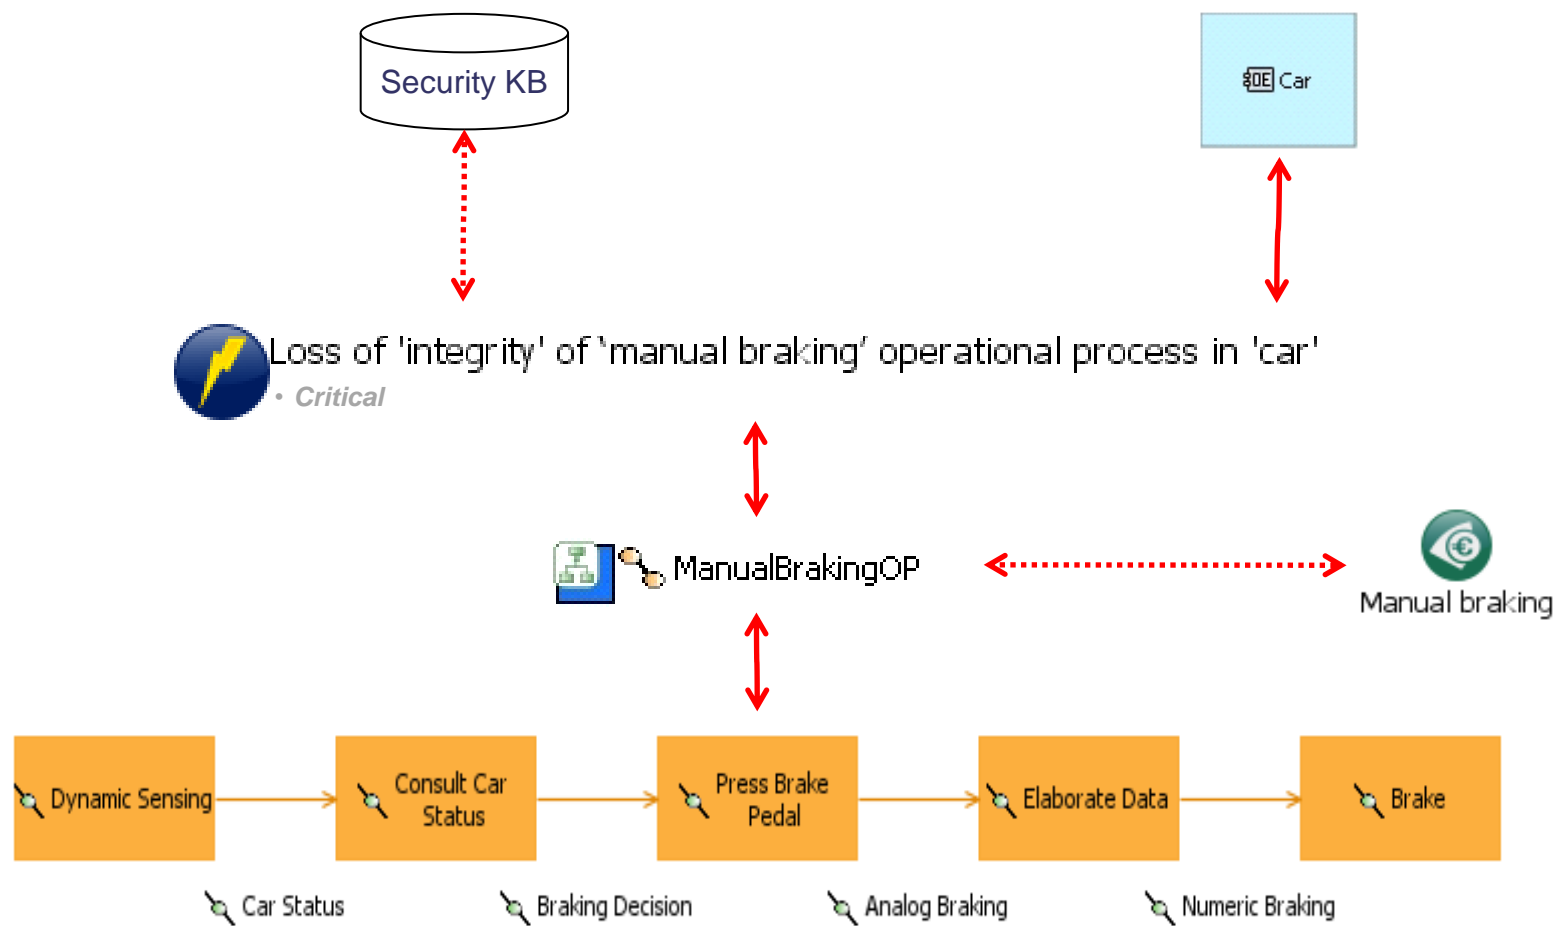 Security KB
OE Car
Loss of 'integrity' of ‘manual braking’ operational process in 'car'
• Critical
ManualBrakingOP
€
Manual braking
Dynamic Sensing
Consult Car
Status
Press Brake
Pedal
Elaborate Data
Brake
Car Status
Braking Decision
Analog Braking
Numeric Braking